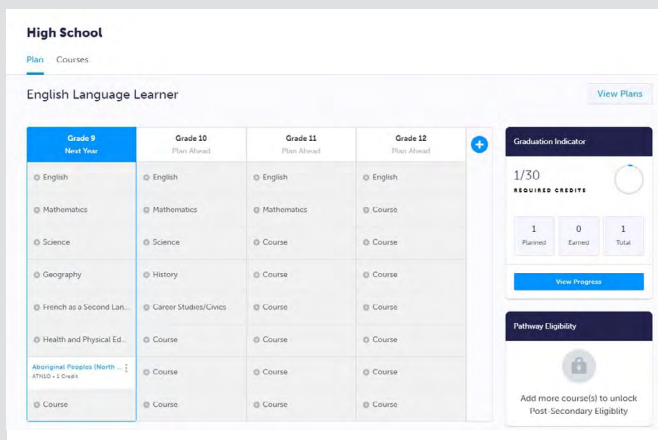 High School
Plan Courses
English Language Learner
View Plans
Grade 9 Grade 10 Grade 11 Grade 12
Next Year Plan Ahead Plan Ahead Plan Ahead
English English English English
Mathematics Mathematics Mathematics Course
Science Science Course Course
Geography History Course Course
French as a Second Lan... Career Studies/Civics Course Course
Health and Physical Ed... Course Course Course
Aboriginal Peoples (North ... Course Course Course
• 1 Credit
Course Course Course Course
Graduation Indicator
1/30
REQUIRED CREDITS
1 0 1
Planned Earned Total
View Progress
Pathway Eligibility
Add more course(s) to unlock
Post-Secondary Eligiblity